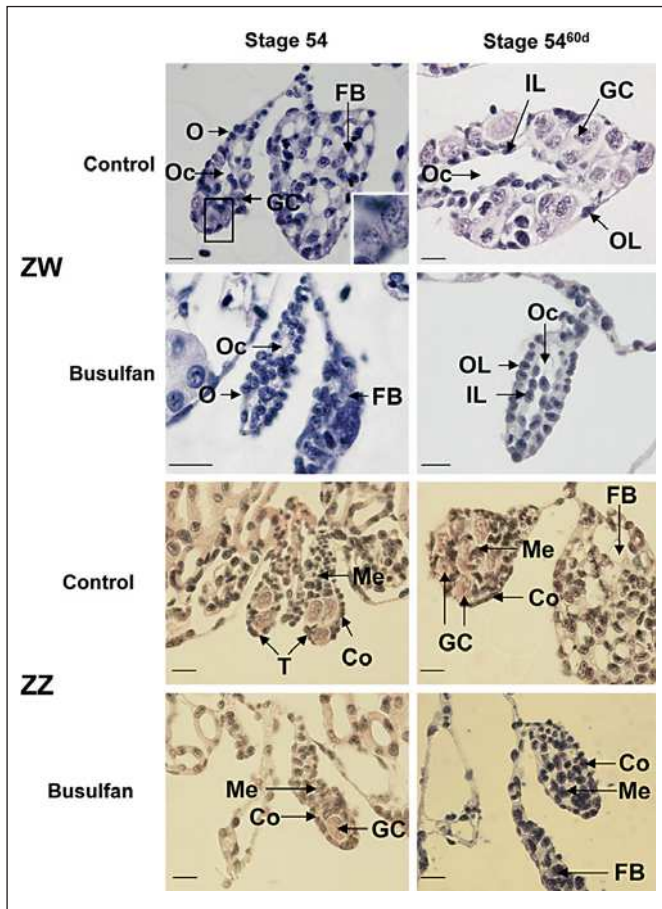 Stage 54
Stage 54⁶⁰ᵈ
ZW
Control
O
Oc
GC
FB
IL
GC
Oc
OL
Busulfan
Oc
O
FB
Oc
OL
IL
ZZ
Control
Me
T
Co
FB
Me
Co
GC
Busulfan
Me
Co
GC
Co
Me
FB